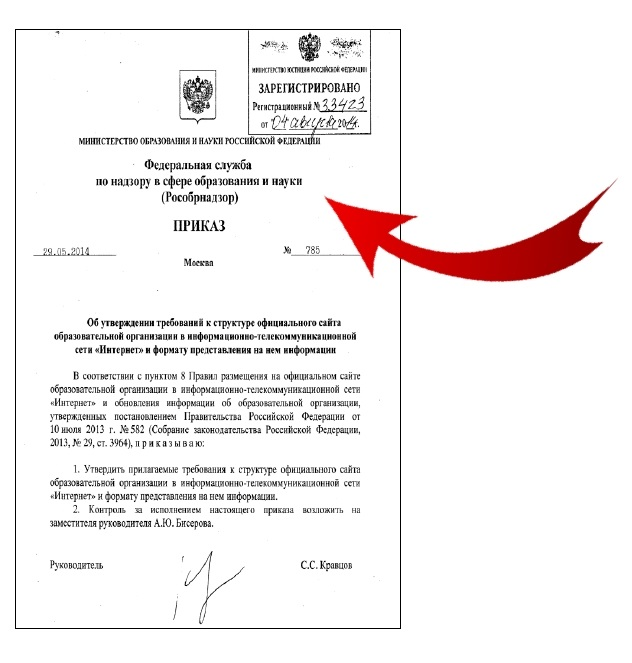 МИНИСТЕРСТВО ЮСТИЦИИ РОССИЙСКОЙ ФЕДЕРАЦИИ
ЗАРЕГИСТРИРОВАНО
Регистрационный № 33423
от "04 августа 2014г.
МИНИСТЕРСТВО ОБРАЗОВАНИЯ И НАУКИ РОССИЙСКОЙ ФЕДЕРАЦИИ
Федеральная служба
по надзору в сфере образования и науки
(Рособрнадзор)
ПРИКАЗ
29.05.2014 № 785
Москва
Об утверждении требований к структуре официального сайта
образовательной организации в информационно-телекоммуникационной
сети «Интернет» и формату представления на нем информации
В соответствии с пунктом 8 Правил размещения на официальном сайте
образовательной организации в информационно-телекоммуникационной сети
«Интернет» и обновления информации об образовательной организации,
утвержденных постановлением Правительства Российской Федерации от
10 июля 2013 г. № 582 (Собрание законодательства Российской Федерации,
2013, № 29, ст. 3964), п р и к а з ы в а ю:
1. Утвердить прилагаемые требования к структуре официального сайта
образовательной организации в информационно-телекоммуникационной сети
«Интернет» и формату представления на нем информации.
2. Контроль за исполнением настоящего приказа возложить на
заместителя руководителя А.Ю. Бисерова.
Руководитель С.С. Кравцов